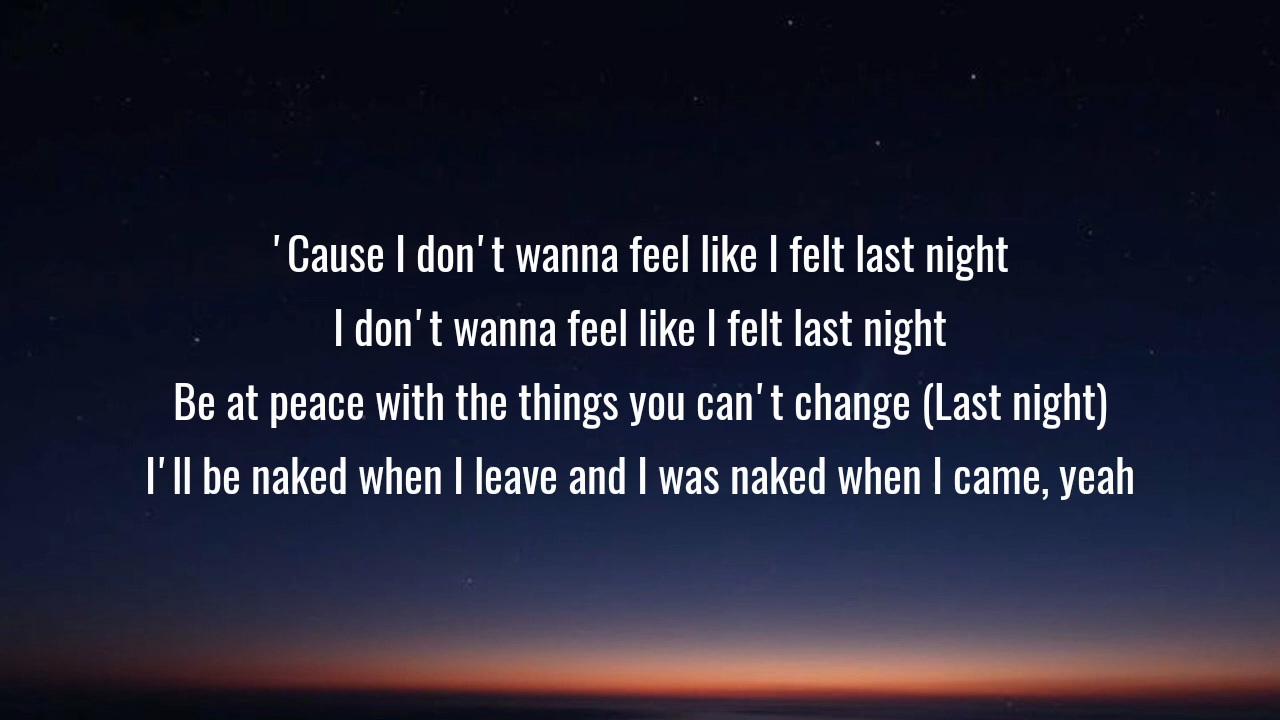 'Cause I don't wanna feel like I felt last night
I don't wanna feel like I felt last night
Be at peace with the things you can't change (Last night)
I'll be naked when I leave and I was naked when I came, yeah